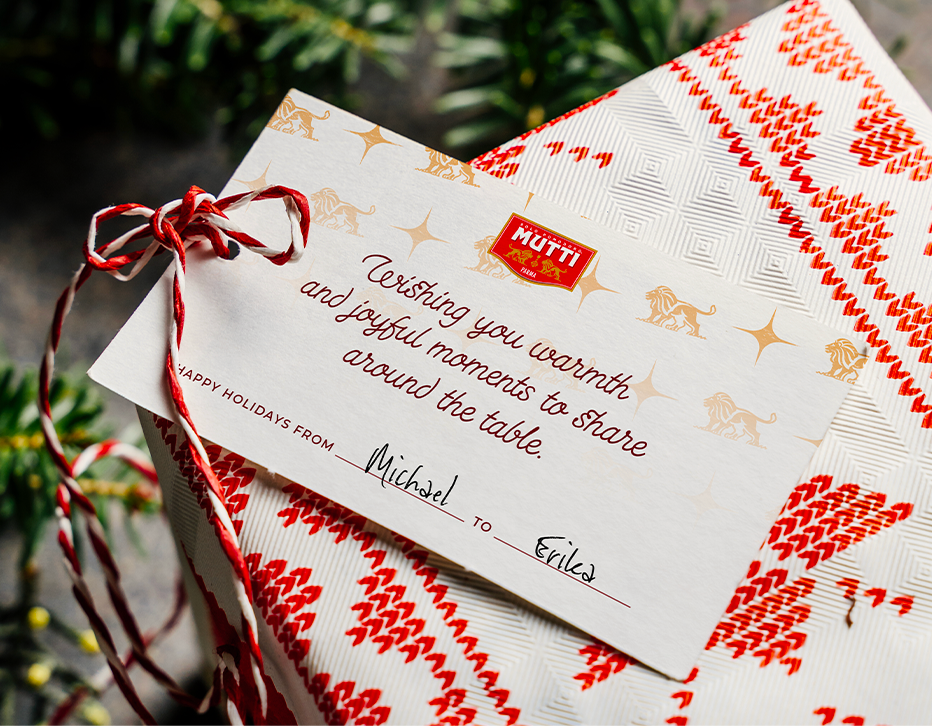 MUTTI
PARMA
Wishing you warmth
and joyful moments to share
around the table.
HAPPY HOLIDAYS FROM Michael TO Erika